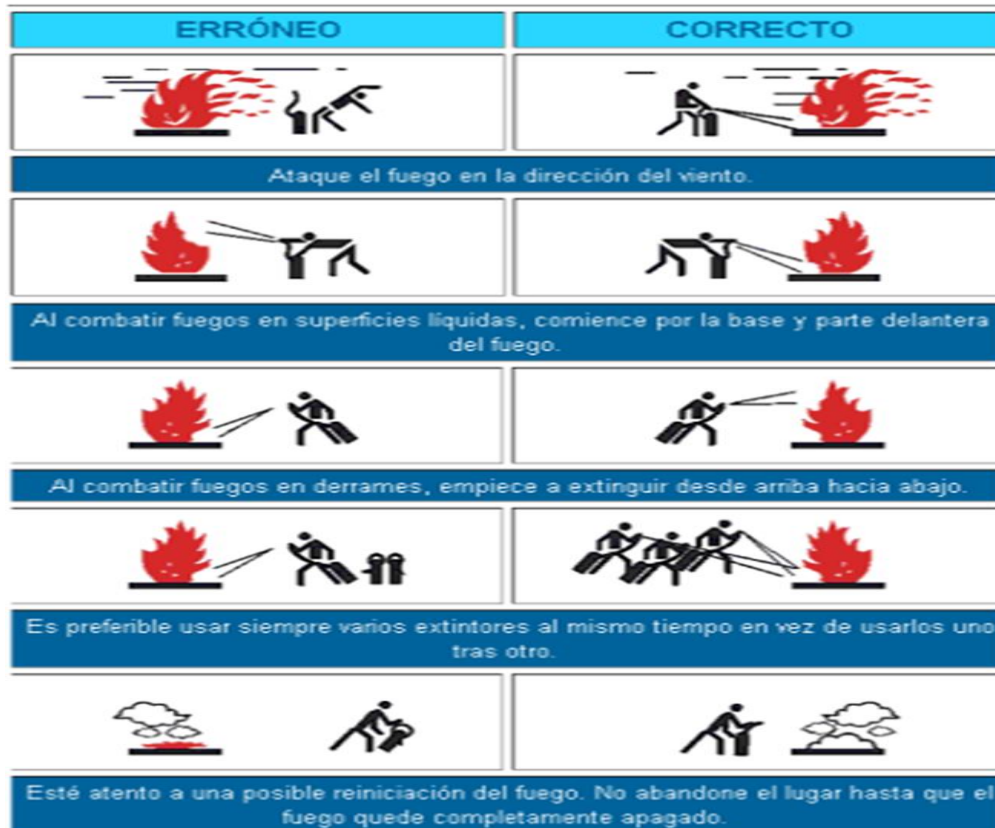 ERRÓNEO
CORRECTO
Ataque el fuego en la dirección del viento.
Al combatir fuegos en superficies líquidas, comience por la base y parte delantera
del fuego.
Al combatir fuegos en derrames, empiece a extinguir desde arriba hacia abajo.
Es preferible usar siempre varios extintores al mismo tiempo en vez de usarlos uno
tras otro.
Esté atento a una posible reiniciación del fuego. No abandone el lugar hasta que el
fuego quede completamente apagado.